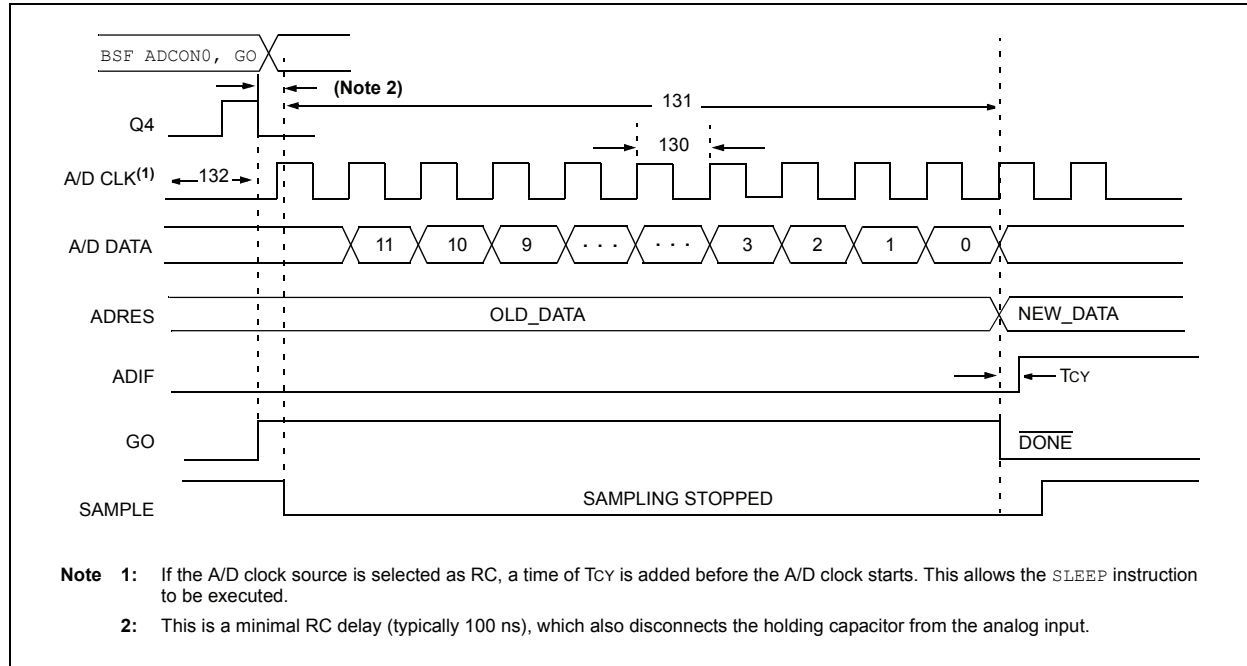 BSF ADCON0, GO
(Note 2)
131
Q4
130
A/D CLK(1)
132
A/D DATA
11 10 9 . . . . . . 3 2 1 0
ADRES
OLD_DATA
NEW_DATA
ADIF
TCY
GO
DONE
SAMPLE
SAMPLING STOPPED
Note 1: If the A/D clock source is selected as RC, a time of TCY is added before the A/D clock starts. This allows the SLEEP instruction
to be executed.
2: This is a minimal RC delay (typically 100 ns), which also disconnects the holding capacitor from the analog input.